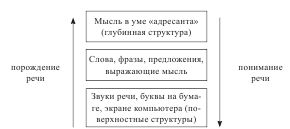 Мысль в уме «адресанта»
(глубинная структура)
порождение
речи
Слова, фразы, предложения,
выражающие мысль
понимание
речи
Звуки речи, буквы на бума-
ге, экране компьютера (по-
верхностные структуры)